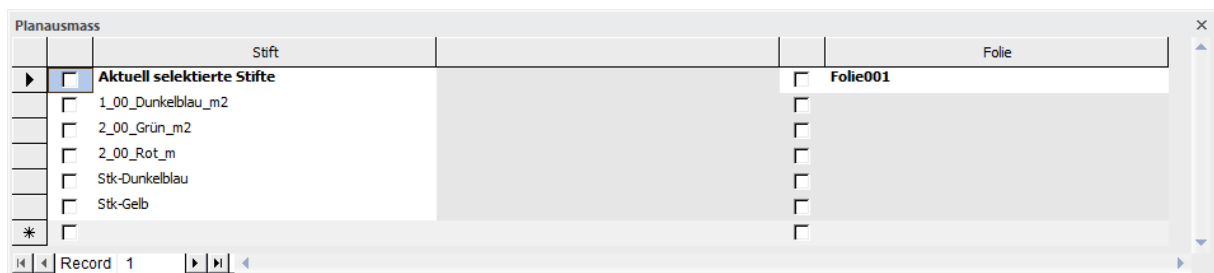 Planausmass
Stift Folie
Aktuell selektierte Stifte Folie001
1_00_Dunkelblau_m2
2_00_Grün_m2
2_00_Rot_m
Stk-Dunkelblau
Stk-Gelb
Record 1